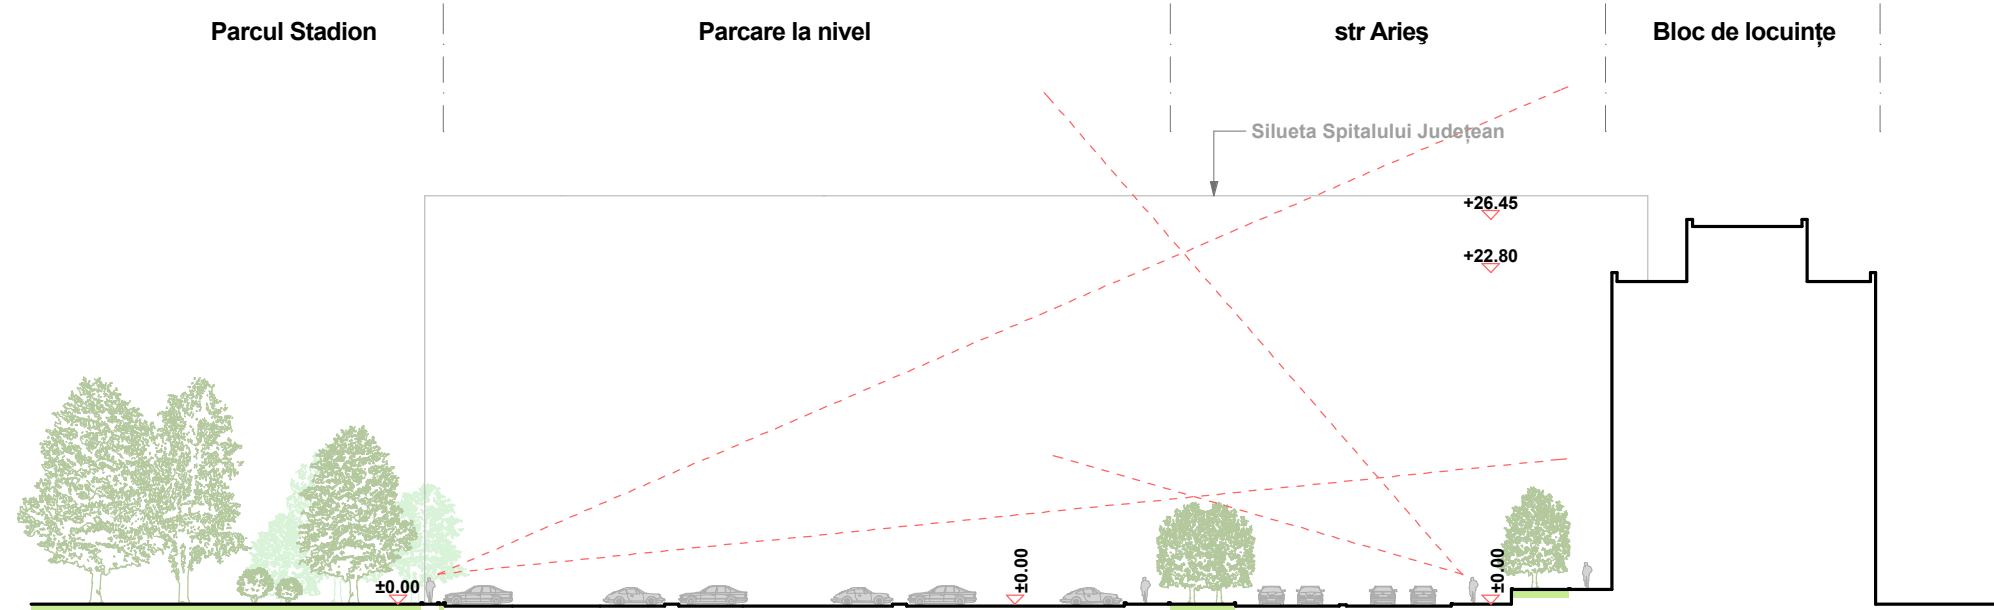 Parcul Stadion
Parcare la nivel
str Arieş
Bloc de locuințe
Silueta Spitalului Județean
+26.45
+22.80
±0.00
±0.00
±0.00